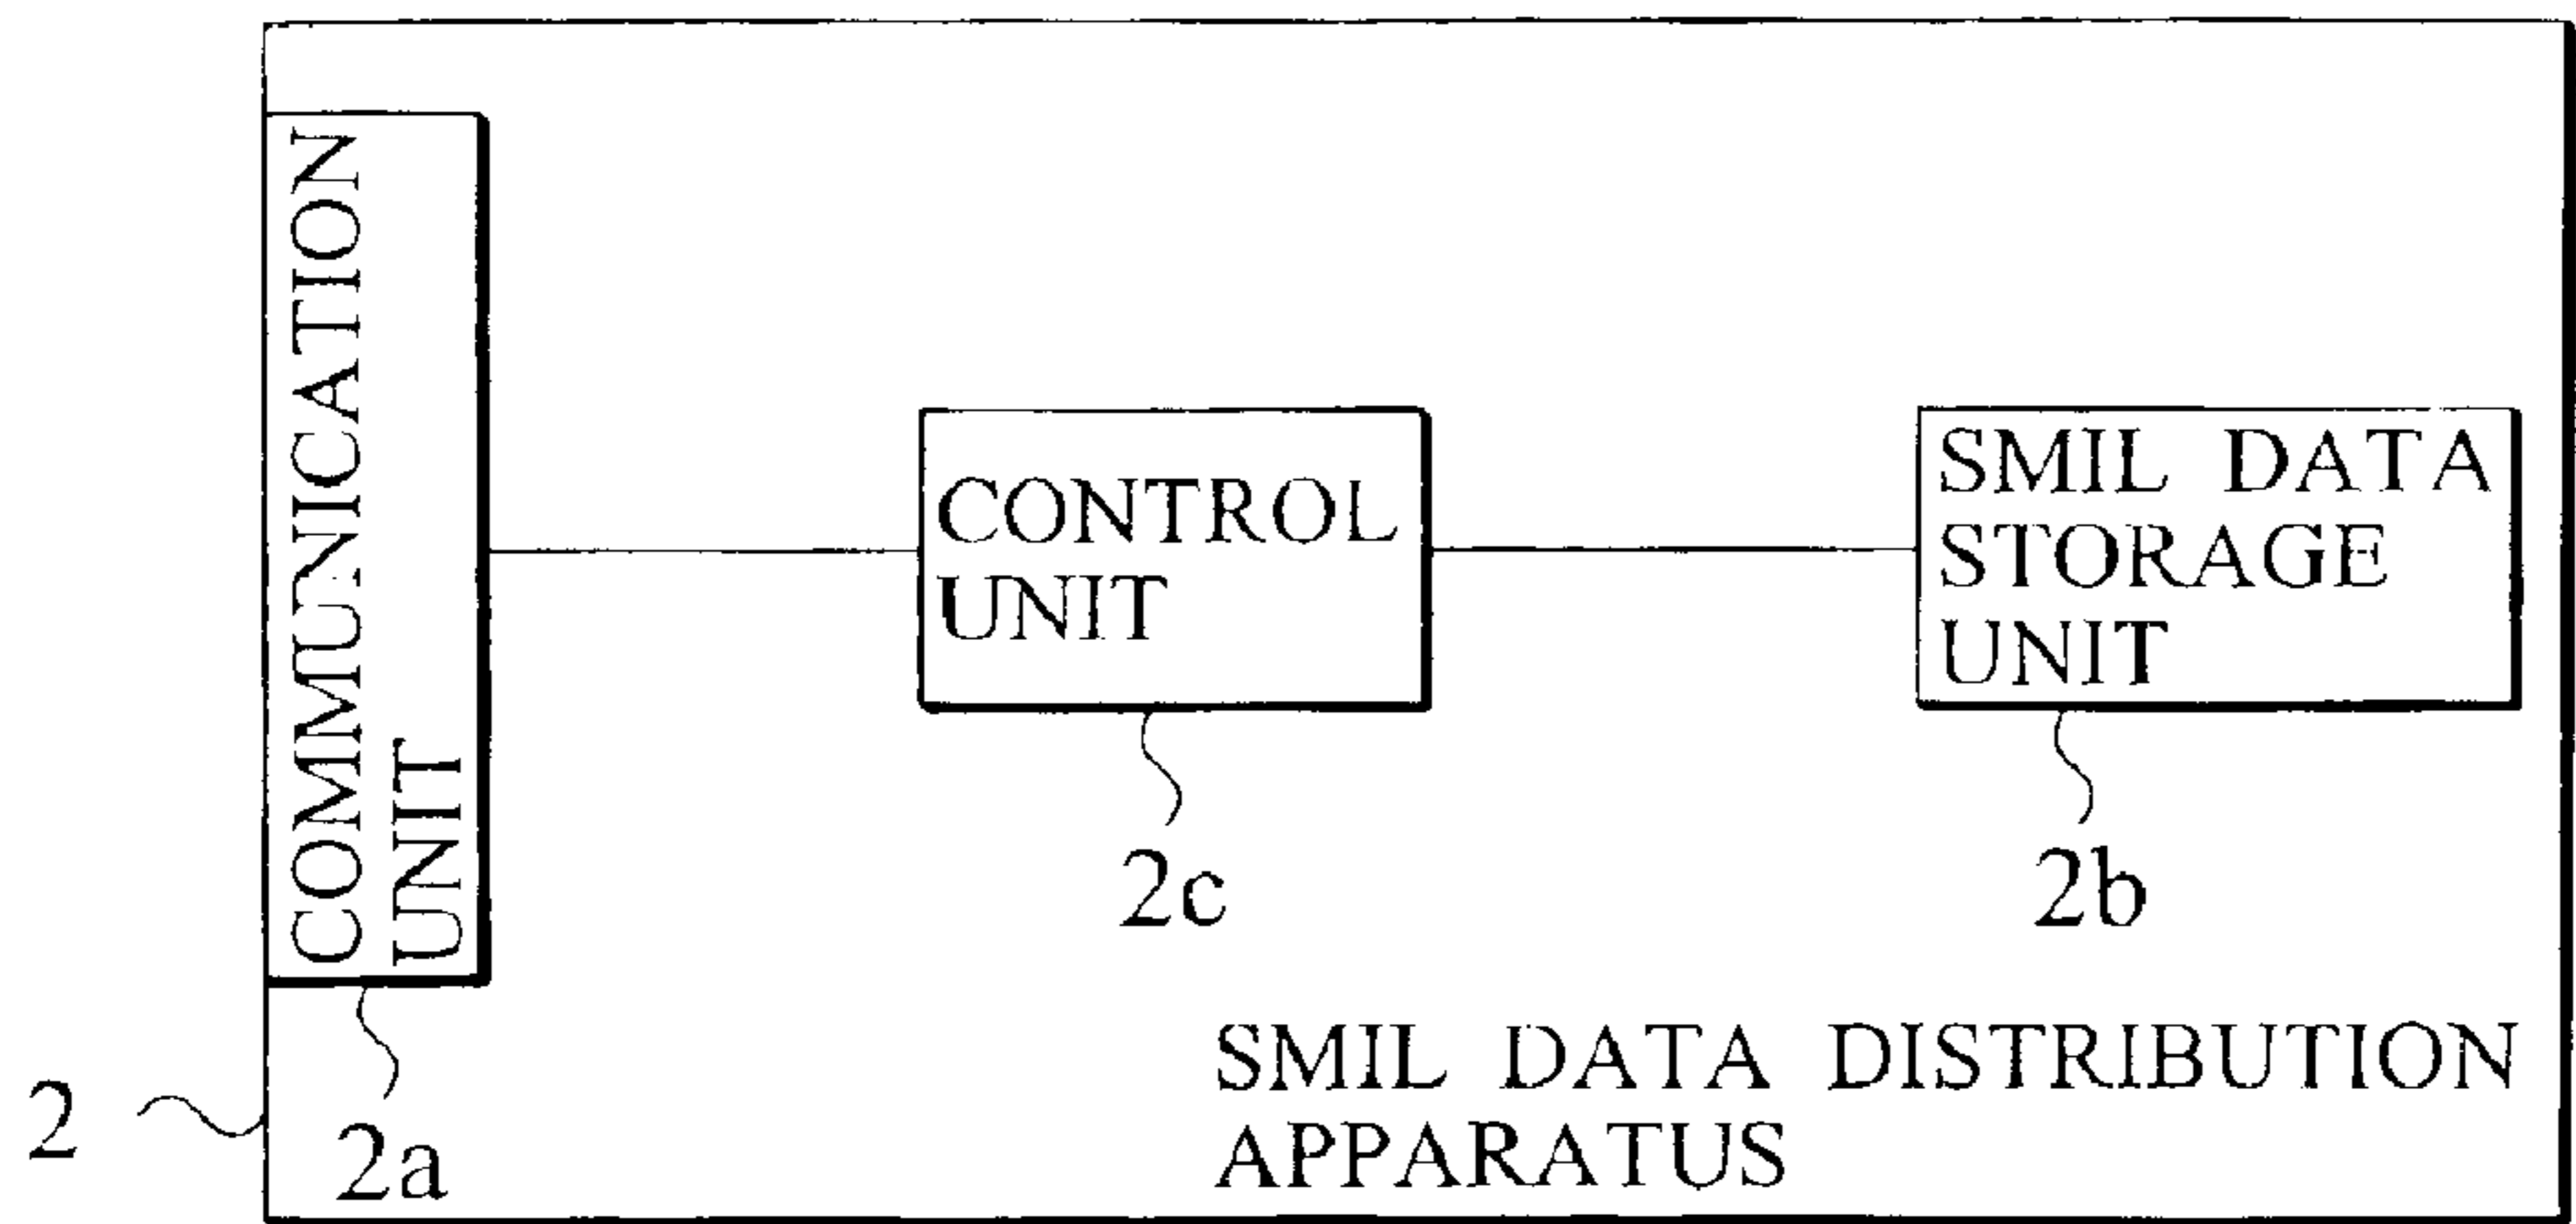 COMMUNICATION
UNIT
CONTROL
UNIT
SMIL DATA
STORAGE
UNIT
2c
2b
2a
2
SMIL DATA DISTRIBUTION
APPARATUS